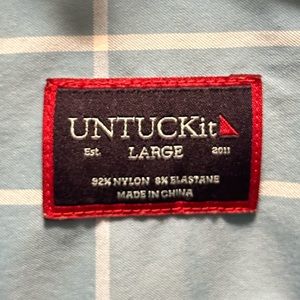 UNTUCKit
Est. LARGE 2011
92% NYLON 8% ELASTANE
MADE IN CHINA